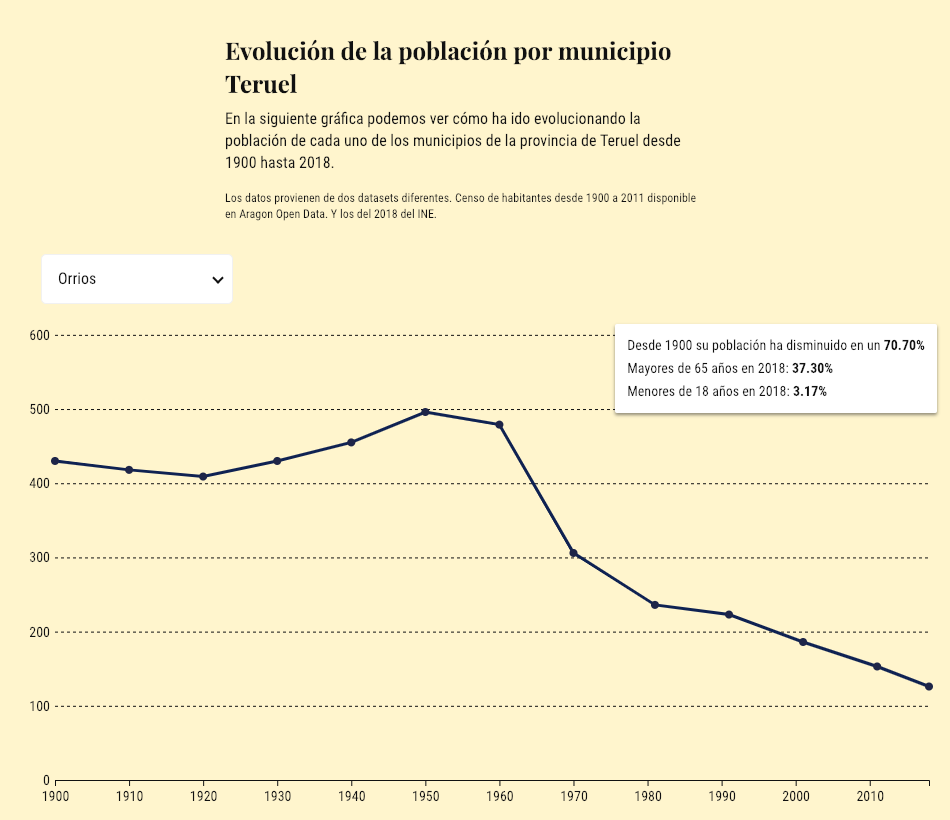 Evolución de la población por municipio
Teruel
En la siguiente gráfica podemos ver cómo ha ido evolucionando la
población de cada uno de los municipios de la provincia de Teruel desde
1900 hasta 2018.
Los datos provienen de dos datasets diferentes. Censo de habitantes desde 1900 a 2011 disponible
en Aragon Open Data. Y los del 2018 del INE.
Orrios
Desde 1900 su población ha disminuido en un 70.70%
Mayores de 65 años en 2018: 37.30%
Menores de 18 años en 2018: 3.17%
600
500
400
300
200
100
0
1900 1910 1920 1930 1940 1950 1960 1970 1980 1990 2000 2010